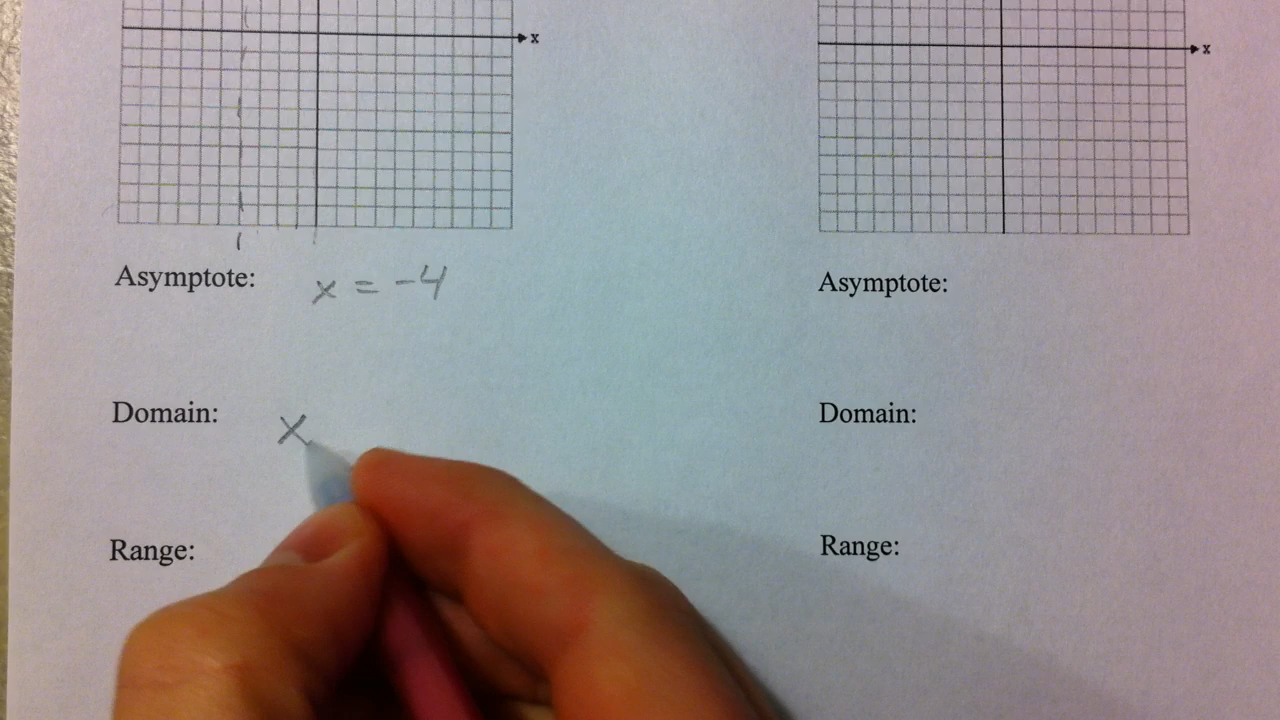 x
x
Asymptote: x = -4
Asymptote:
Domain: x
Domain:
Range:
Range: